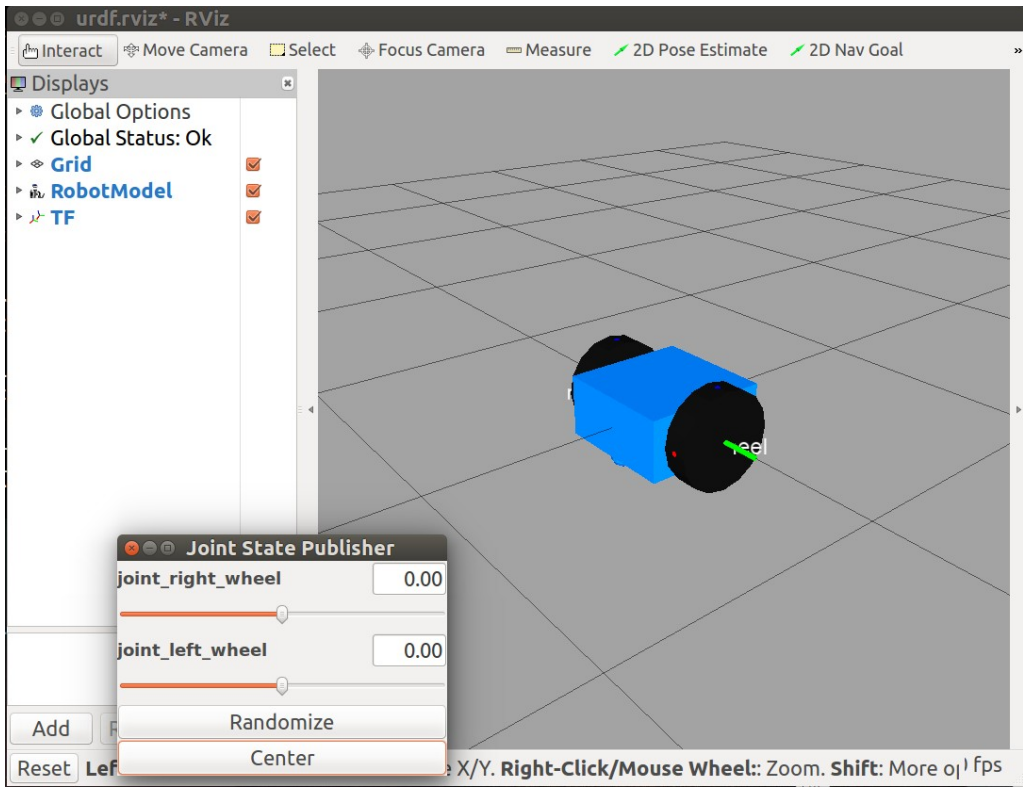 urdf.rviz* - RViz
Interact Move Camera Select Focus Camera Measure 2D Pose Estimate 2D Nav Goal »
Displays
Global Options
Global Status: Ok
Grid
RobotModel
TF
eel
Joint State Publisher
joint_right_wheel 0.00
joint_left_wheel 0.00
Randomize
Center
Add
Reset Lef X/Y. Right-Click/Mouse Wheel:: Zoom. Shift: More fps